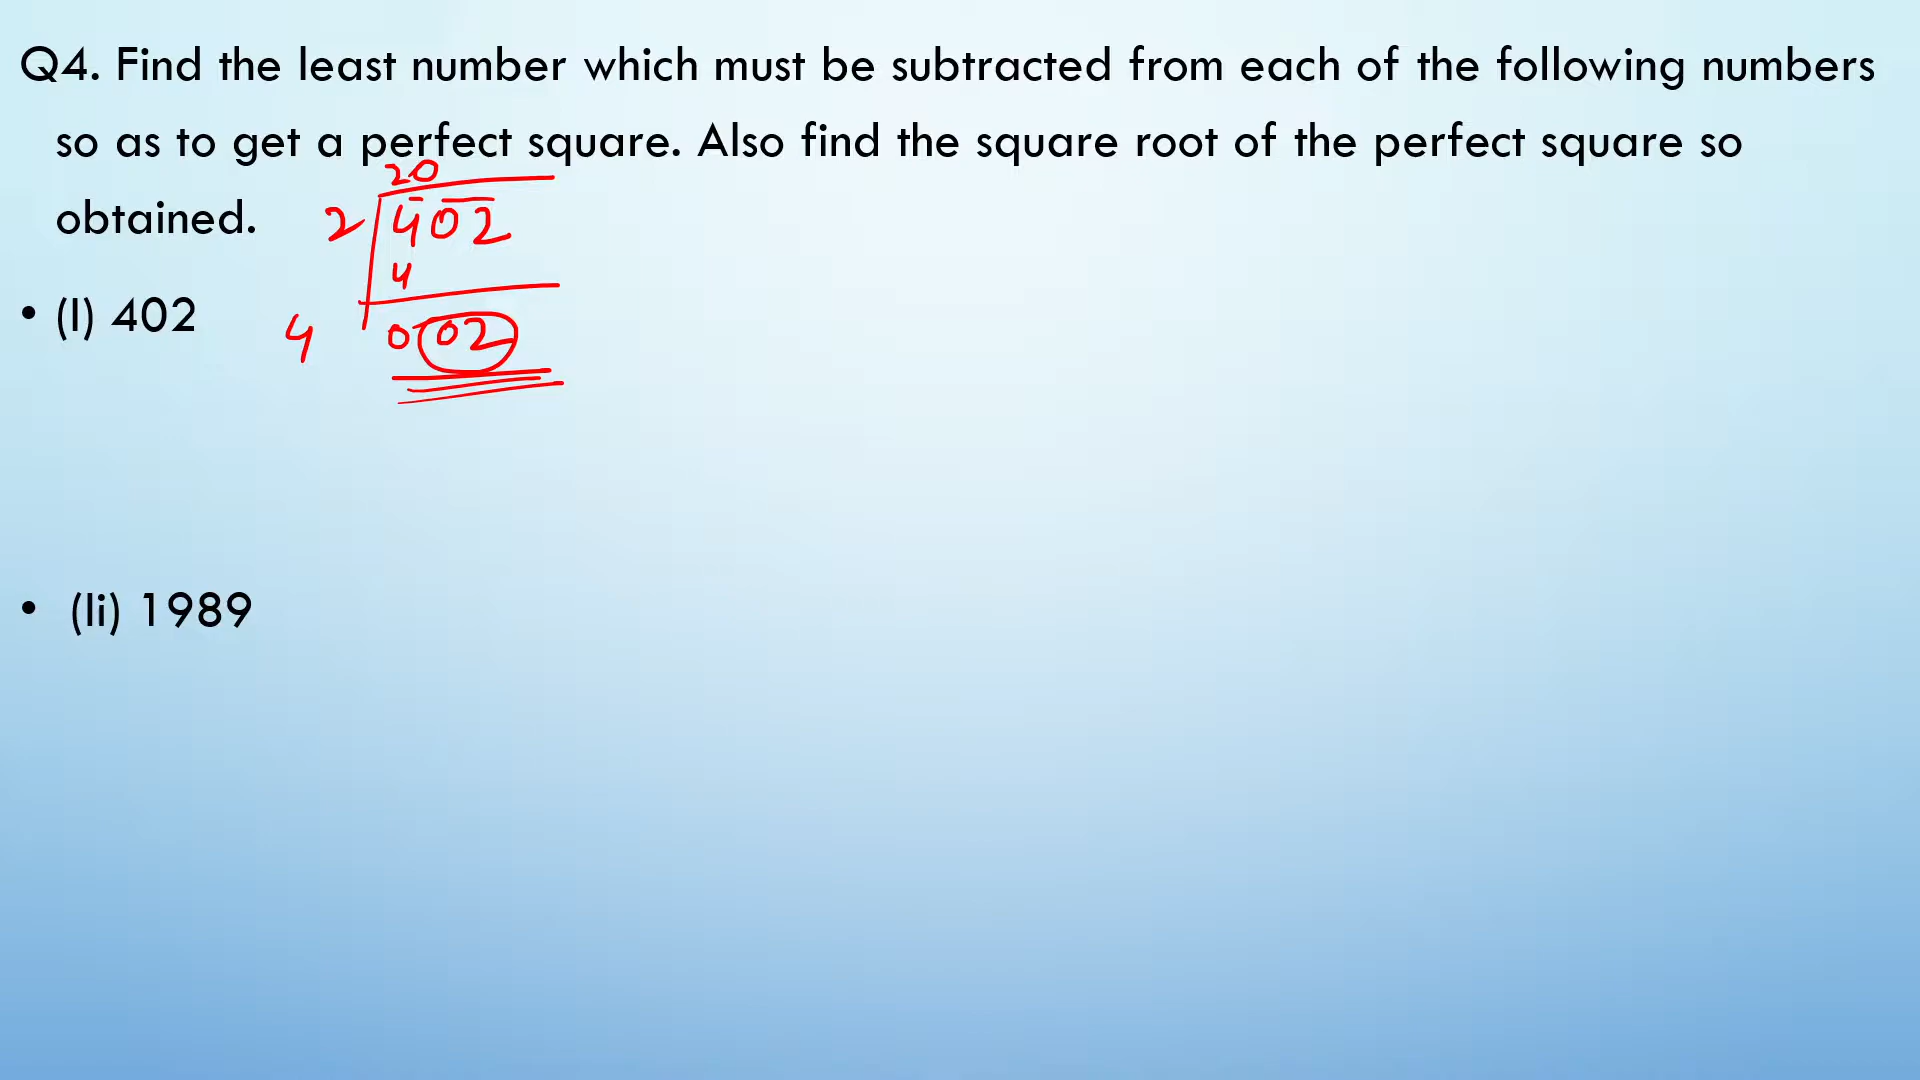 Q4. Find the least number which must be subtracted from each of the following numbers
so as to get a perfect square. Also find the square root of the perfect square so
obtained.
20
2 402
4
• (I) 402
4 0 02
• (Ii) 1989